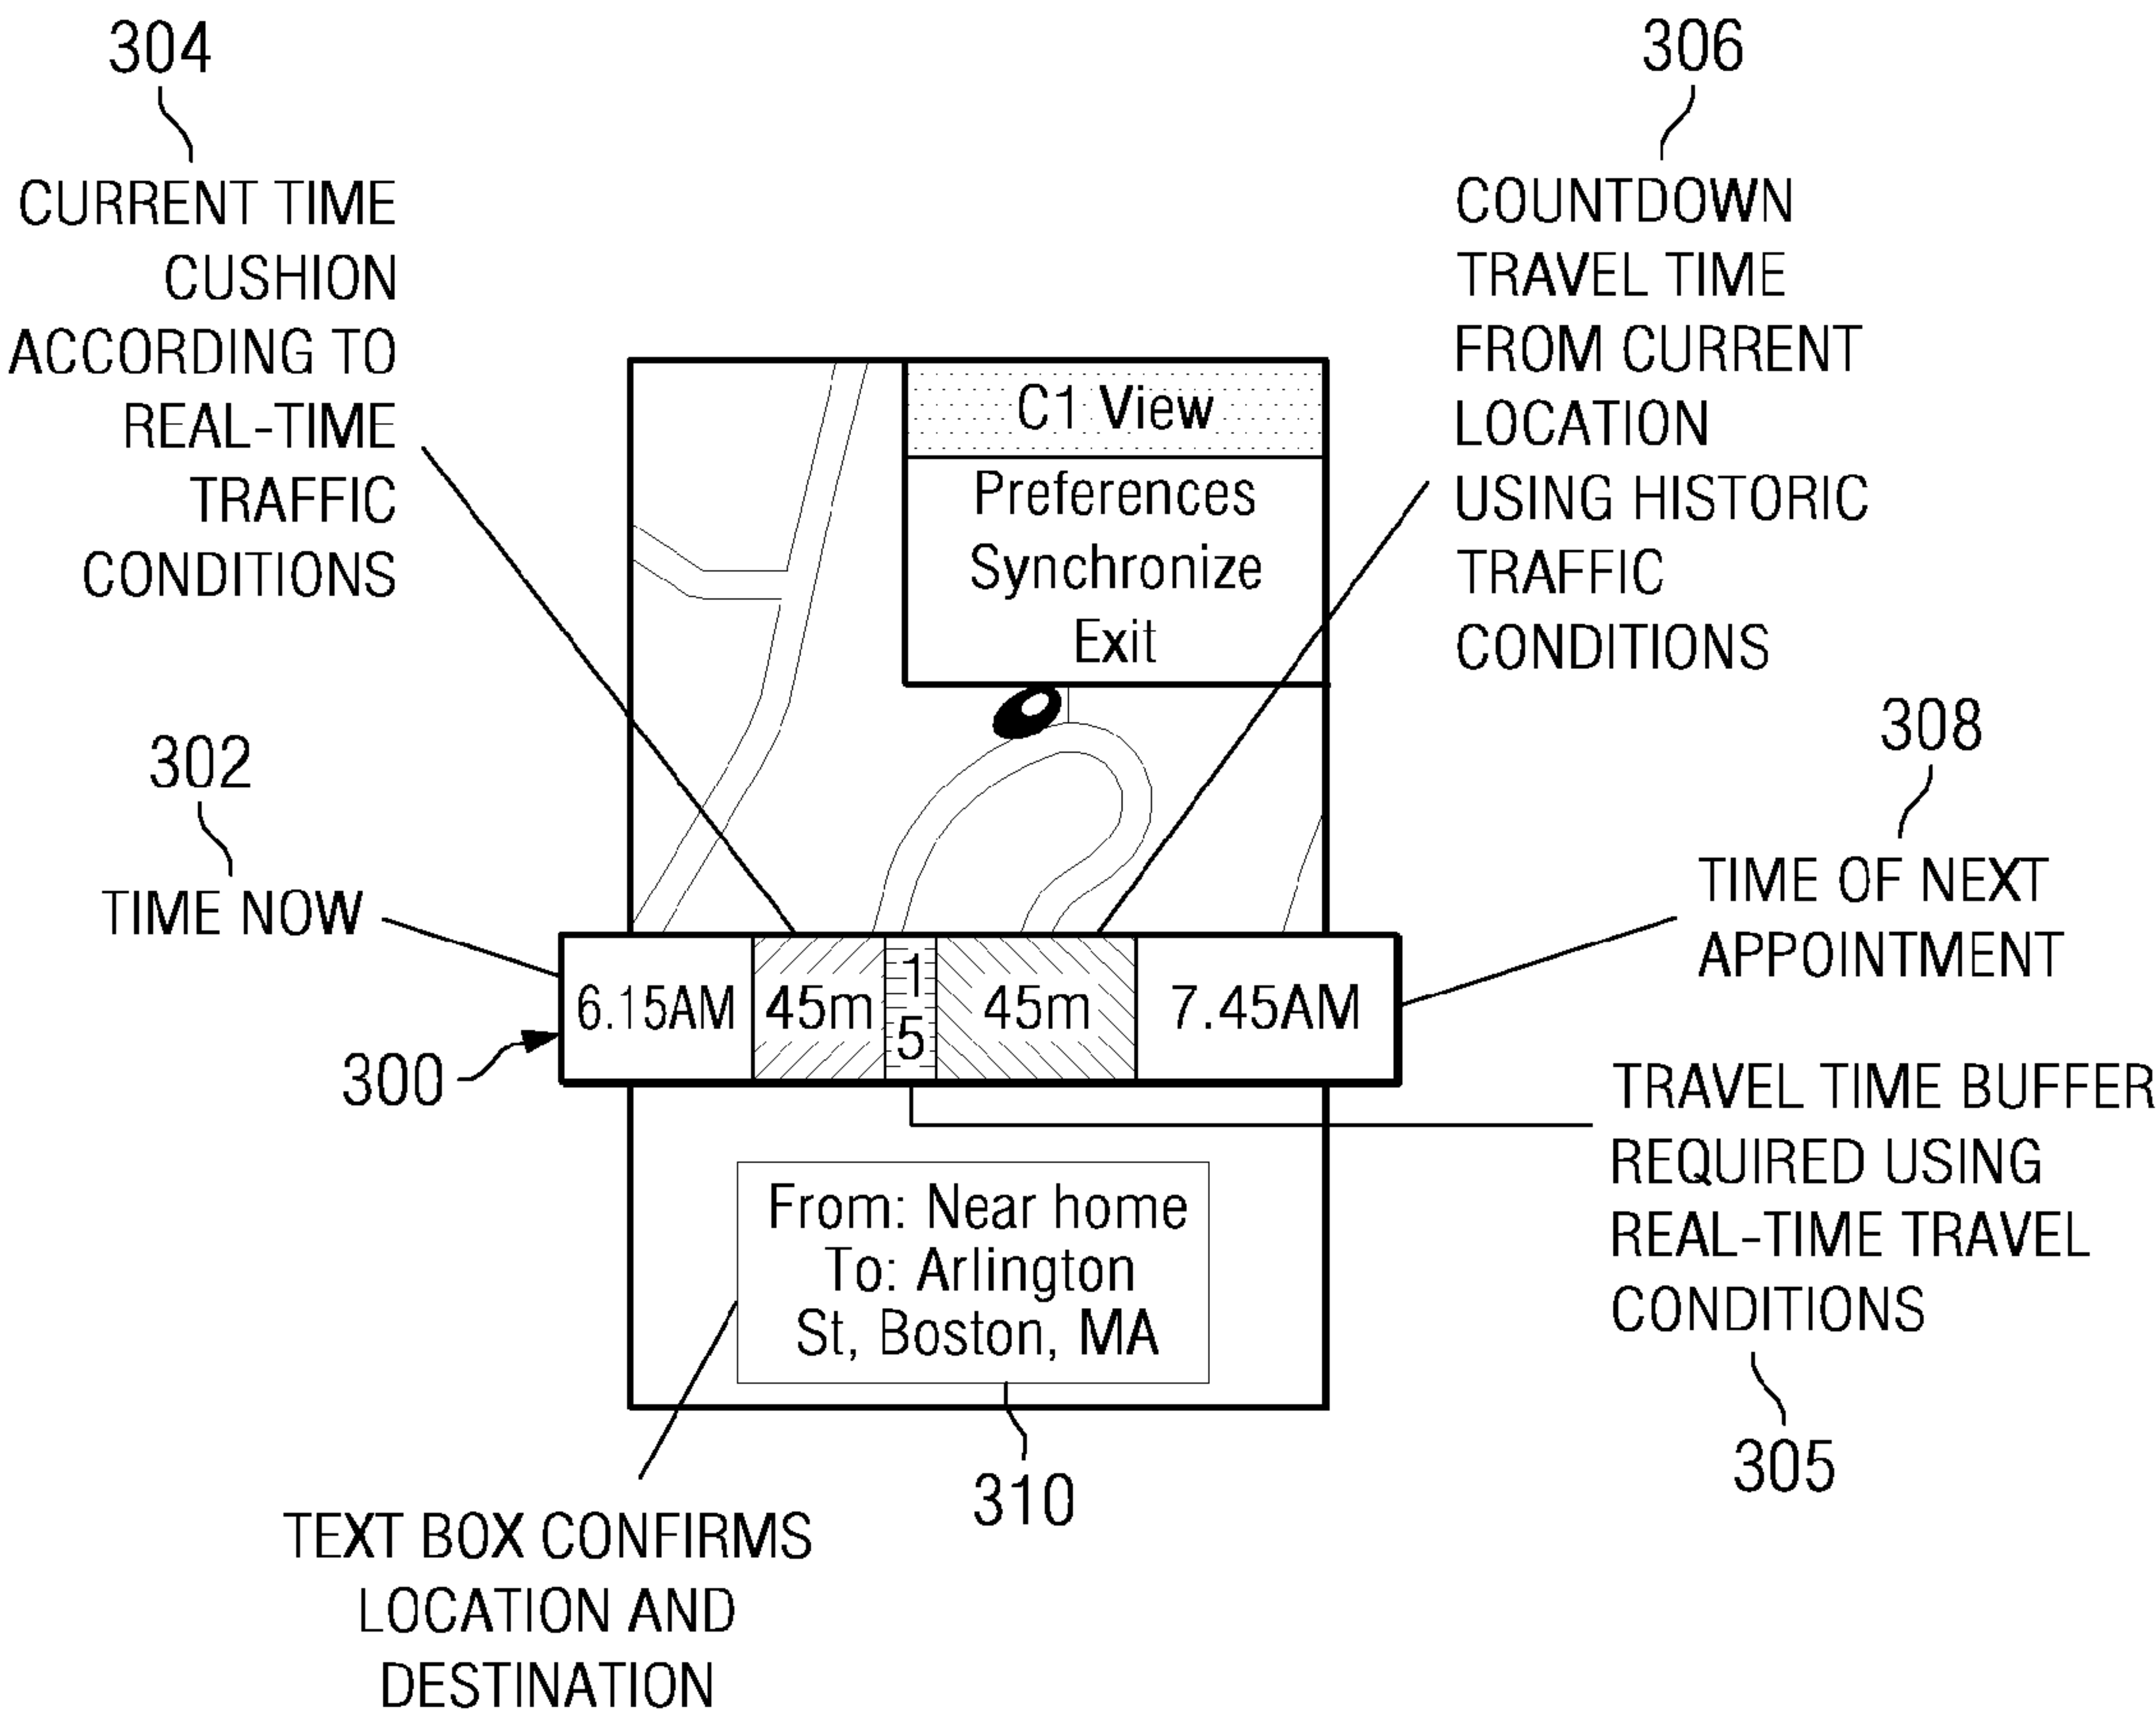 304
CURRENT TIME
CUSHION
ACCORDING TO
REAL-TIME
TRAFFIC
CONDITIONS
306
COUNTDOWN
TRAVEL TIME
FROM CURRENT
LOCATION
USING HISTORIC
TRAFFIC
CONDITIONS
C1 View
Preferences
Synchronize
Exit
302
TIME NOW
308
TIME OF NEXT
APPOINTMENT
300
6.15AM
45m
1
5
45m
7.45AM
TRAVEL TIME BUFFER
REQUIRED USING
REAL-TIME TRAVEL
CONDITIONS
305
From: Near home
To: Arlington
St, Boston, MA
310
TEXT BOX CONFIRMS
LOCATION AND
DESTINATION